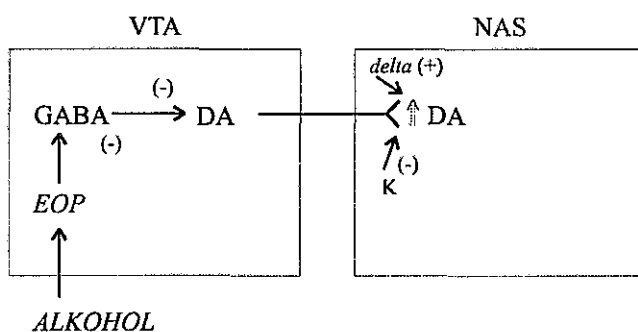 VTA NAS
delta (+)
(-)
GABA DA DA
(-)
(-)
K
EOP
ALKOHOL